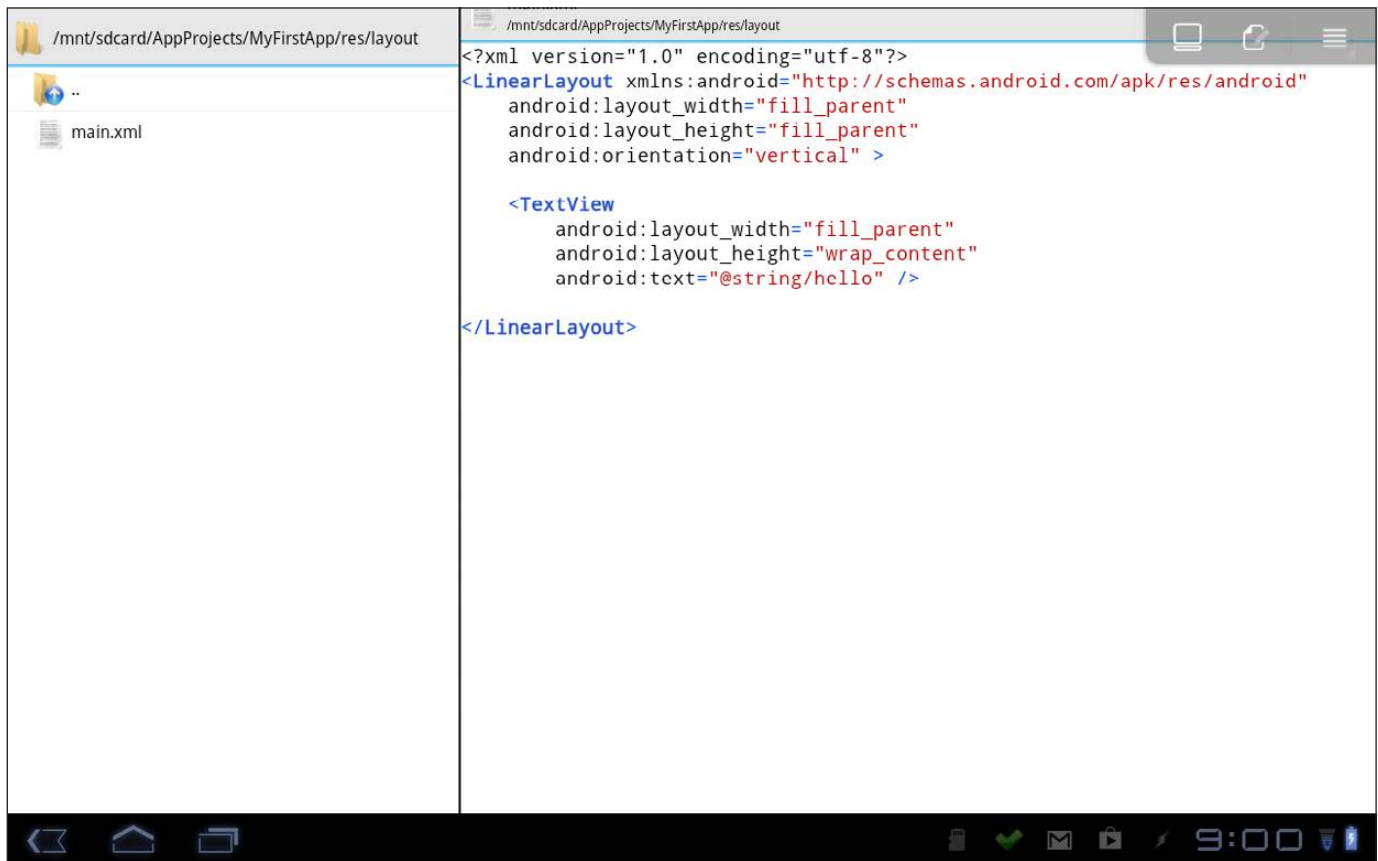 /mnt/sdcard/AppProjects/MyFirstApp/res/layout
..
main.xml
/mnt/sdcard/AppProjects/MyFirstApp/res/layout
<?xml version="1.0" encoding="utf-8"?>
<LinearLayout xmlns:android="http://schemas.android.com/apk/res/android"
    android:layout_width="fill_parent"
    android:layout_height="fill_parent"
    android:orientation="vertical" >
    <TextView
        android:layout_width="fill_parent"
        android:layout_height="wrap_content"
        android:text="@string/hello" />
</LinearLayout>
9:00